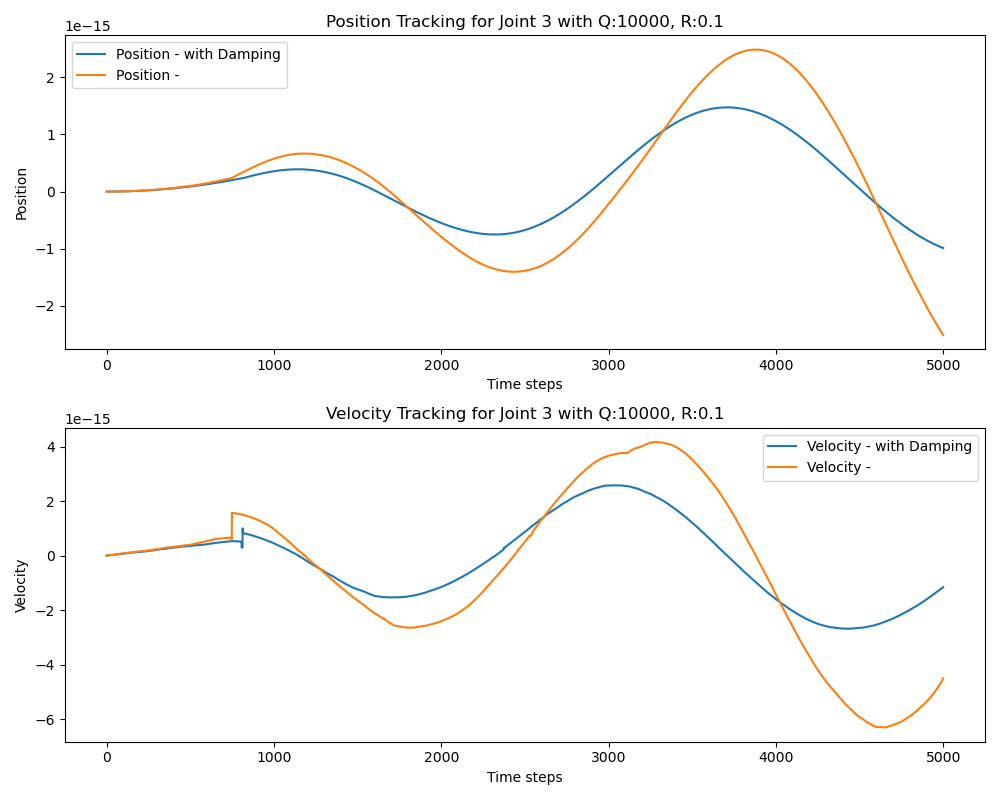 Position Tracking for Joint 3 with Q:10000, R:0.1
1e−15
Position - with Damping
Position -
2
1
0
−1
−2
Position
0 1000 2000 3000 4000 5000
Time steps
Velocity Tracking for Joint 3 with Q:10000, R:0.1
1e−15
Velocity - with Damping
Velocity -
4
2
0
−2
−4
−6
Velocity
0 1000 2000 3000 4000 5000
Time steps